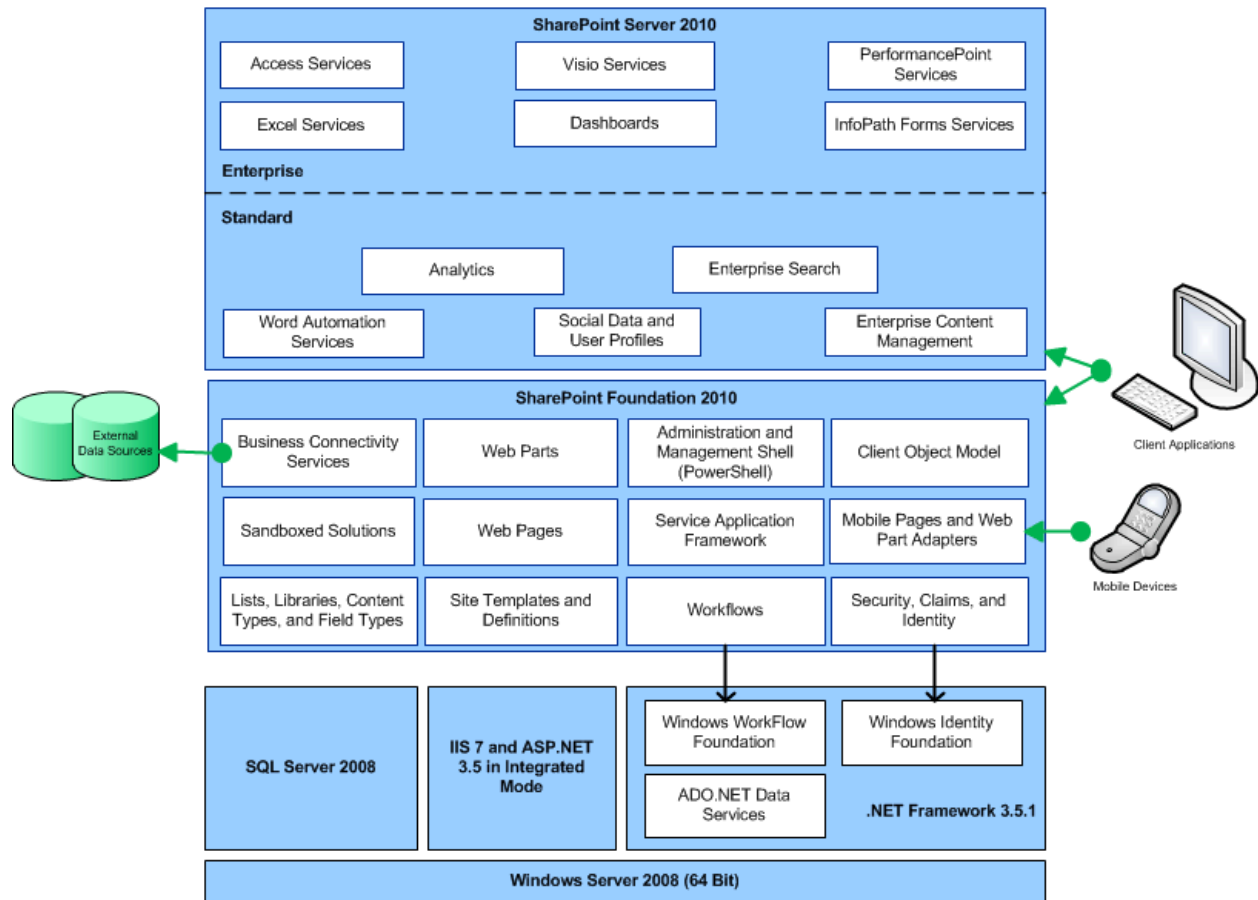 SharePoint Server 2010
Access Services
Visio Services
PerformancePoint
Services
Excel Services
Dashboards
InfoPath Forms Services
Enterprise
Standard
Analytics
Enterprise Search
Word Automation
Services
Social Data and
User Profiles
Enterprise Content
Management
SharePoint Foundation 2010
Business Connectivity
Services
Web Parts
Administration and
Management Shell
(PowerShell)
Client Object Model
Sandboxed Solutions
Web Pages
Service Application
Framework
Mobile Pages and Web
Part Adapters
Lists, Libraries, Content
Types, and Field Types
Site Templates and
Definitions
Workflows
Security, Claims, and
Identity
External
Data Sources
Client Applications
Mobile Devices
SQL Server 2008
IIS 7 and ASP.NET
3.5 in Integrated
Mode
Windows WorkFlow
Foundation
Windows Identity
Foundation
ADO.NET Data
Services
.NET Framework 3.5.1
Windows Server 2008 (64 Bit)